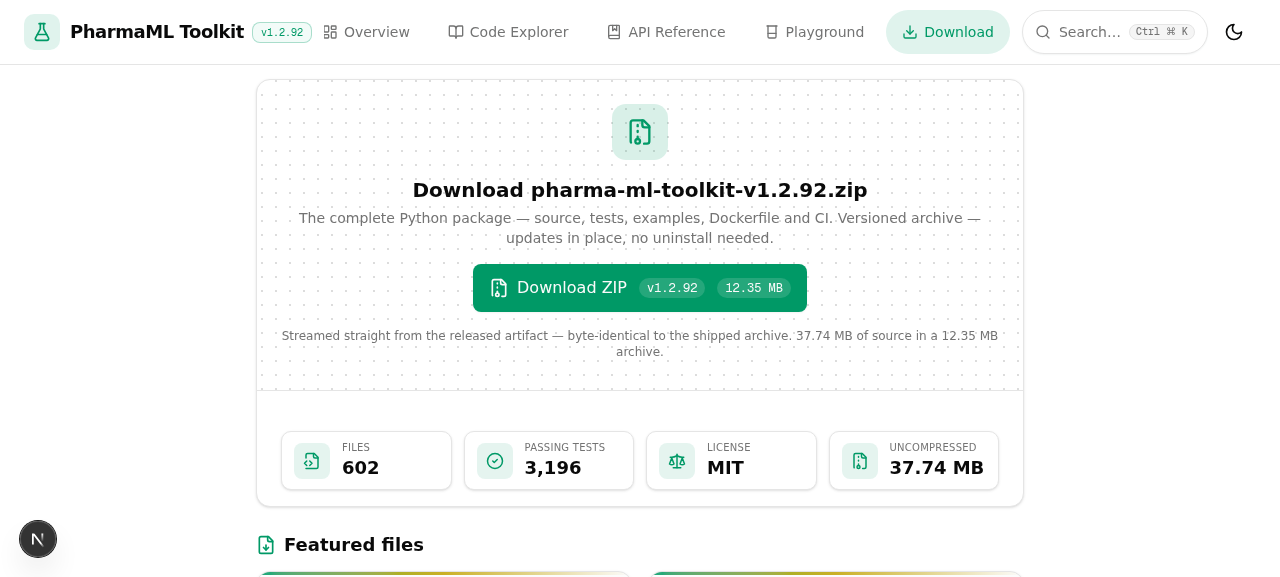 PharmaML Toolkit v1.2.92 Overview Code Explorer API Reference Playground Download Search... Ctrl ⌘ K
Download pharma-ml-toolkit-v1.2.92.zip
The complete Python package — source, tests, examples, Dockerfile and CI. Versioned archive —
updates in place, no uninstall needed.
Download ZIP v1.2.92 12.35 MB
Streamed straight from the released artifact — byte-identical to the shipped archive. 37.74 MB of source in a 12.35 MB
archive.
FILES PASSING TESTS LICENSE UNCOMPRESSED
602 3,196 MIT 37.74 MB
N
Featured files